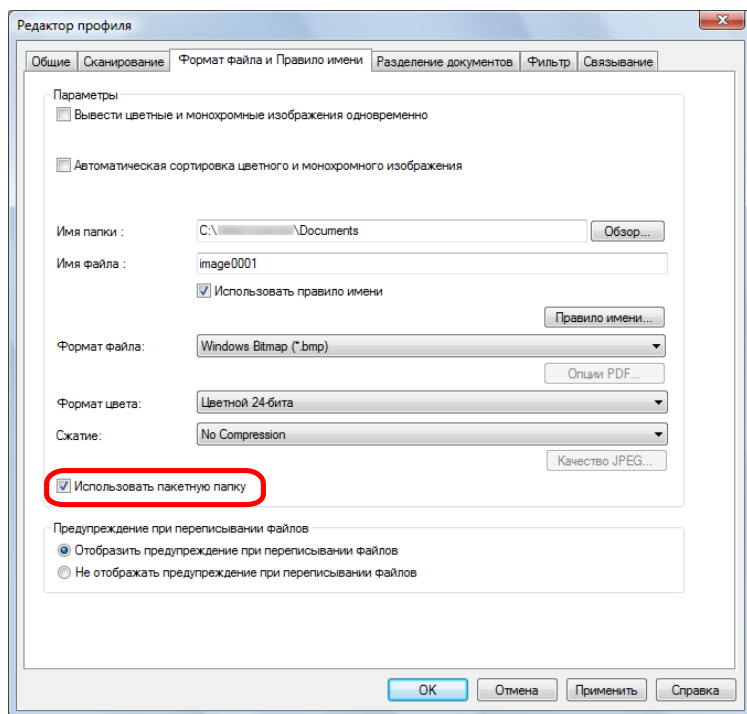 Редактор профиля
Общие Сканирование Формат файла и Правило имени Разделение документов Фильтр Связывание
Параметры
Вывести цветные и монохромные изображения одновременно
Автоматическая сортировка цветного и монохромного изображения
Имя папки : C:\ \Documents Обзор...
Имя файла : image0001
Использовать правило имени
Правило имени...
Формат файла: Windows Bitmap (*.bmp)
Опции PDF...
Формат цвета: Цветной 24-бита
Сжатие: No Compression
Качество JPEG...
Использовать пакетную папку
Предупреждение при переписывании файлов
Отобразить предупреждение при переписывании файлов
Не отображать предупреждение при переписывании файлов
OK Отмена Применить Справка